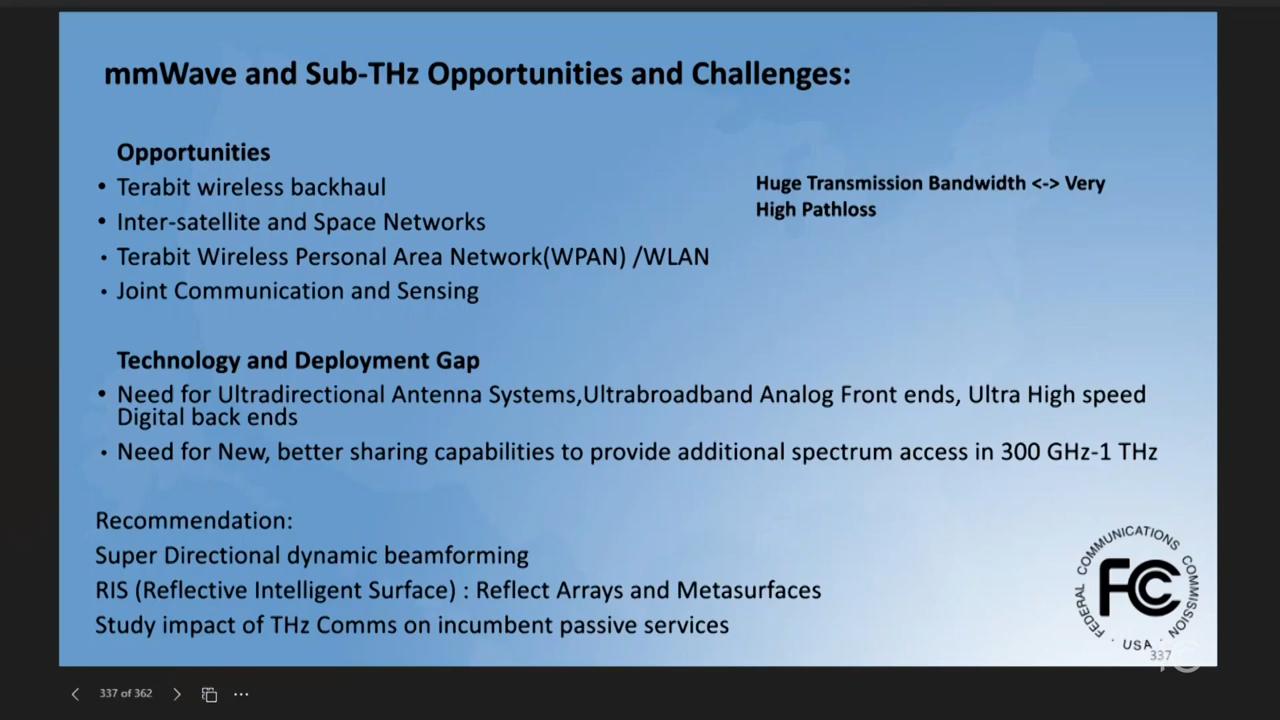 mmWave and Sub-THz Opportunities and Challenges:
Opportunities
• Terabit wireless backhaul
• Inter-satellite and Space Networks
• Terabit Wireless Personal Area Network(WPAN) /WLAN
• Joint Communication and Sensing
Huge Transmission Bandwidth <-> Very
High Pathloss
Technology and Deployment Gap
• Need for Ultradirectional Antenna Systems,Ultrabroadband Analog Front ends, Ultra High speed
Digital back ends
• Need for New, better sharing capabilities to provide additional spectrum access in 300 GHz-1 THz
Recommendation:
Super Directional dynamic beamforming
RIS (Reflective Intelligent Surface) : Reflect Arrays and Metasurfaces
Study impact of THz Comms on incumbent passive services
FEDERAL COMMUNICATIONS COMMISSION
FCC
· USA ·
337
337 of 362